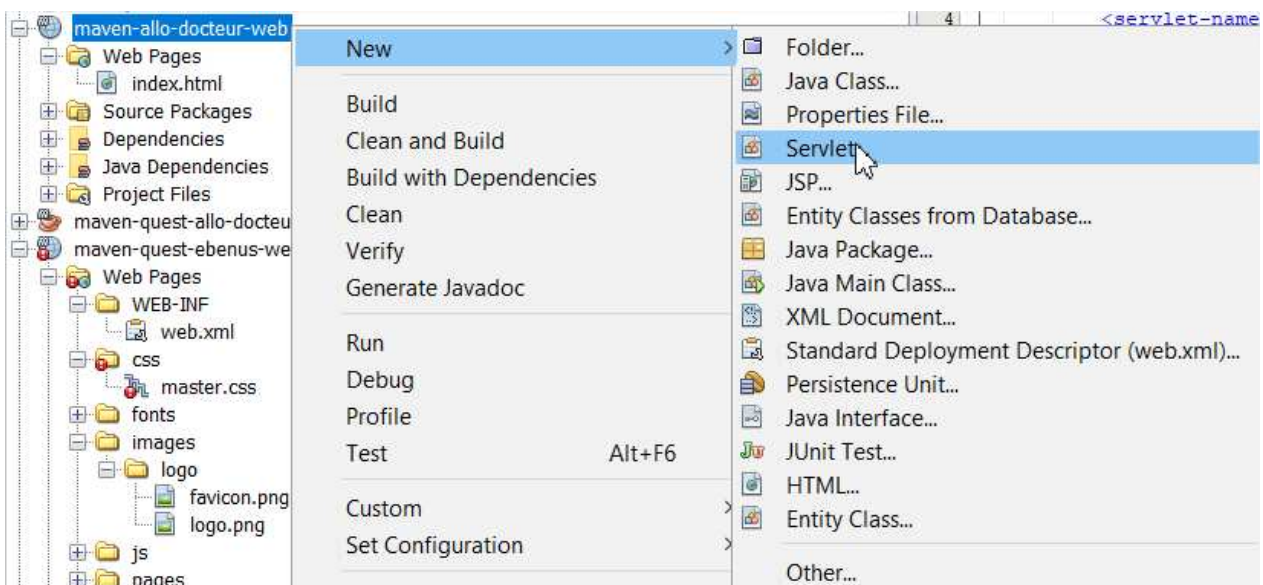 maven-allo-docteur-web
Web Pages
index.html
Source Packages
Dependencies
Java Dependencies
Project Files
maven-quest-allo-docteu
maven-quest-ebenus-we
Web Pages
WEB-INF
web.xml
css
master.css
fonts
images
logo
favicon.png
logo.png
js
pages
New
Build
Clean and Build
Build with Dependencies
Clean
Verify
Generate Javadoc
Run
Debug
Profile
Test Alt+F6
Custom
Set Configuration
Folder...
Java Class...
Properties File...
Servlet...
JSP...
Entity Classes from Database...
Java Package...
Java Main Class...
XML Document...
Standard Deployment Descriptor (web.xml)...
Persistence Unit...
Java Interface...
JUnit Test...
HTML...
Entity Class...
Other...
4 <servlet-name